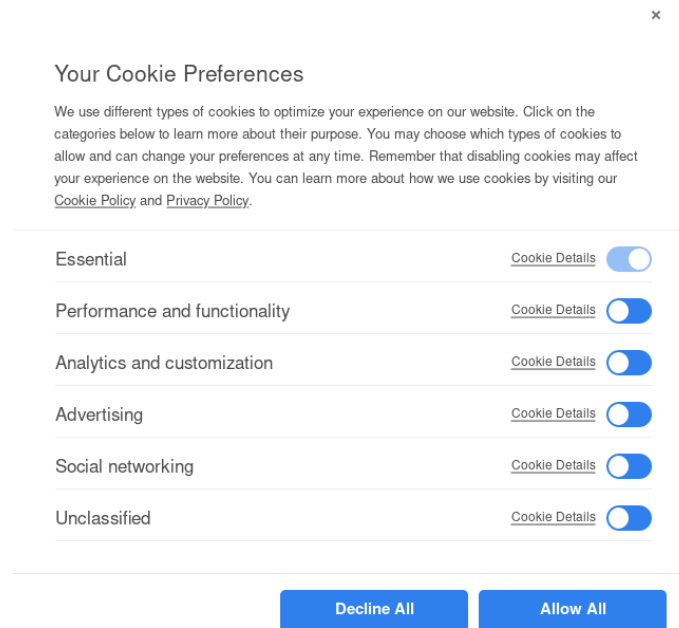 ×
Your Cookie Preferences
We use different types of cookies to optimize your experience on our website. Click on the
categories below to learn more about their purpose. You may choose which types of cookies to
allow and can change your preferences at any time. Remember that disabling cookies may affect
your experience on the website. You can learn more about how we use cookies by visiting our
Cookie Policy and Privacy Policy.
Essential Cookie Details
Performance and functionality Cookie Details
Analytics and customization Cookie Details
Advertising Cookie Details
Social networking Cookie Details
Unclassified Cookie Details
Decline All Allow All